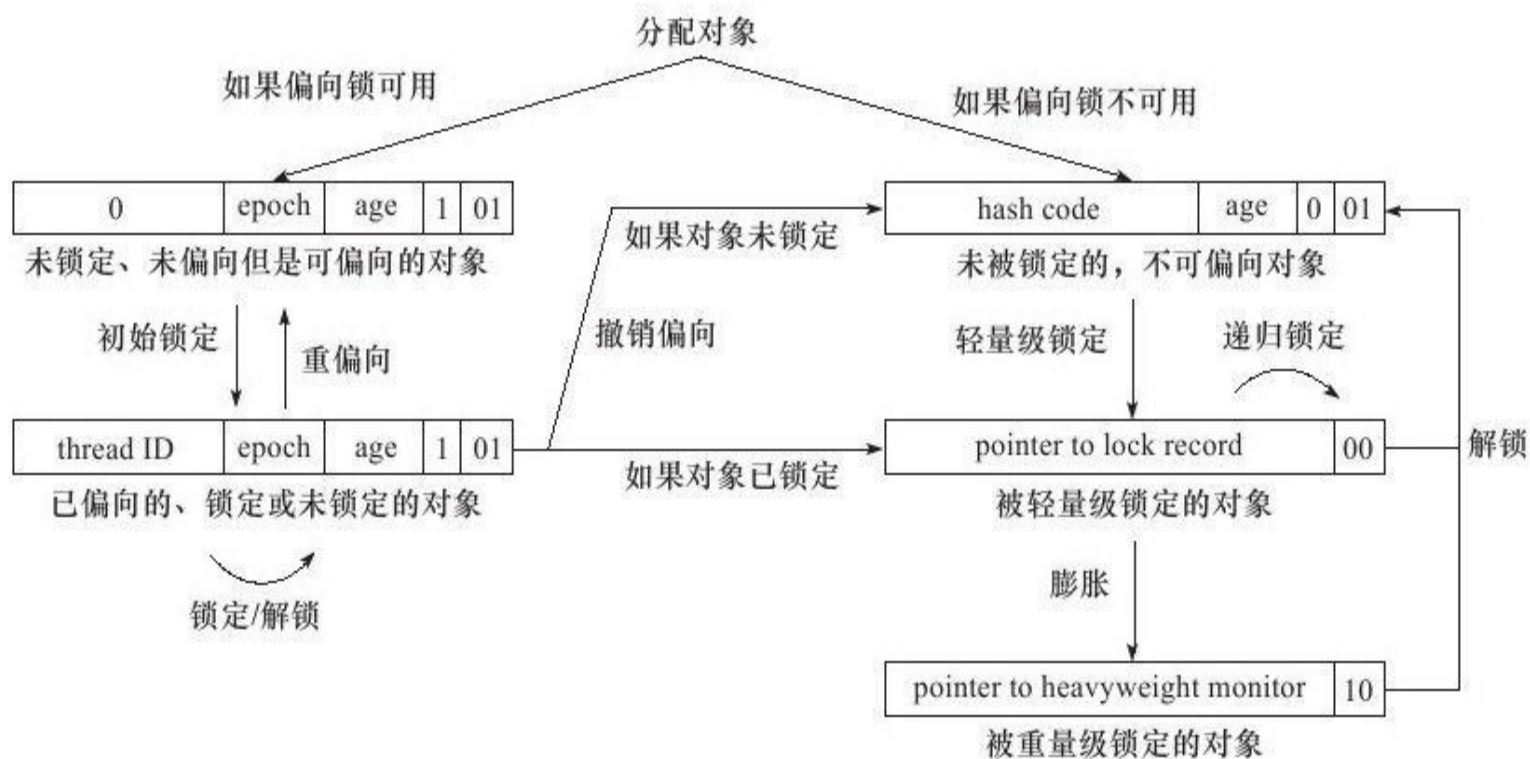 分配对象
如果偏向锁可用
如果偏向锁不可用
0 epoch age 1 01
hash code age 0 01
未锁定、未偏向但是可偏向的对象
如果对象未锁定
未被锁定的，不可偏向对象
初始锁定
重偏向
撤销偏向
轻量级锁定
递归锁定
thread ID epoch age 1 01
pointer to lock record 00
解锁
已偏向的、锁定或未锁定的对象
如果对象已锁定
被轻量级锁定的对象
锁定/解锁
膨胀
pointer to heavyweight monitor 10
被重量级锁定的对象